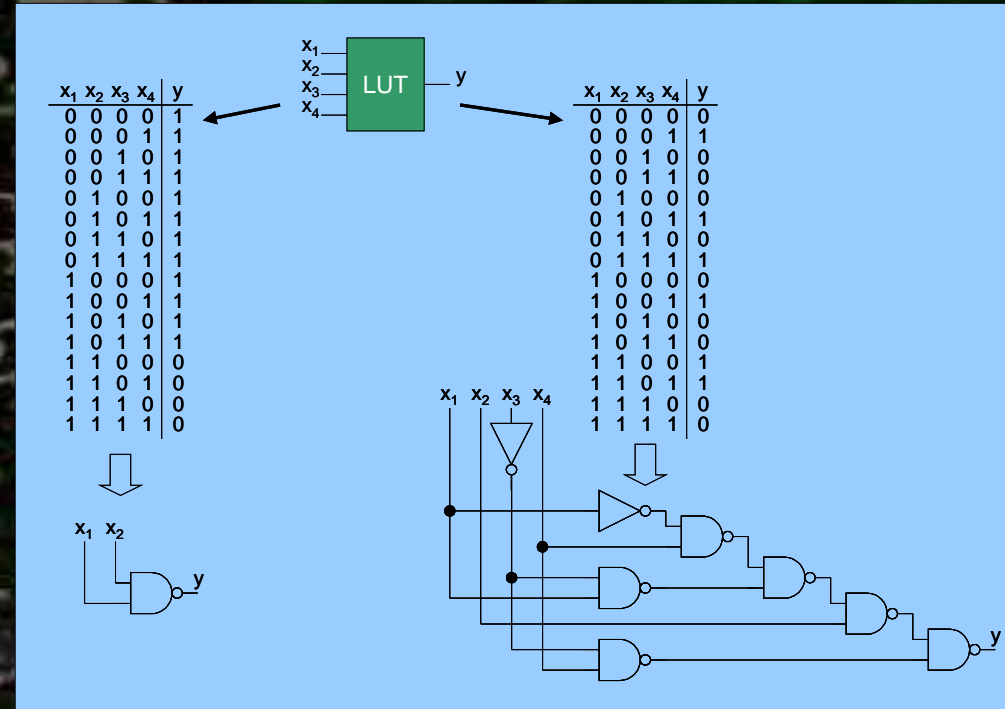 x₁
x₂
x₃
x₄
LUT
y
x₁ x₂ x₃ x₄ y
0 0 0 0 1
0 0 0 1 1
0 0 1 0 1
0 0 1 1 1
0 1 0 0 1
0 1 0 1 1
0 1 1 0 1
0 1 1 1 1
1 0 0 0 1
1 0 0 1 1
1 0 1 0 1
1 0 1 1 1
1 1 0 0 0
1 1 0 1 0
1 1 1 0 0
1 1 1 1 0
x₁ x₂ x₃ x₄ y
0 0 0 0 0
0 0 0 1 1
0 0 1 0 0
0 0 1 1 0
0 1 0 0 0
0 1 0 1 1
0 1 1 0 0
0 1 1 1 1
1 0 0 0 0
1 0 0 1 1
1 0 1 0 0
1 0 1 1 0
1 1 0 0 1
1 1 0 1 1
1 1 1 0 0
1 1 1 1 0
x₁ x₂
y
x₁ x₂ x₃ x₄
y